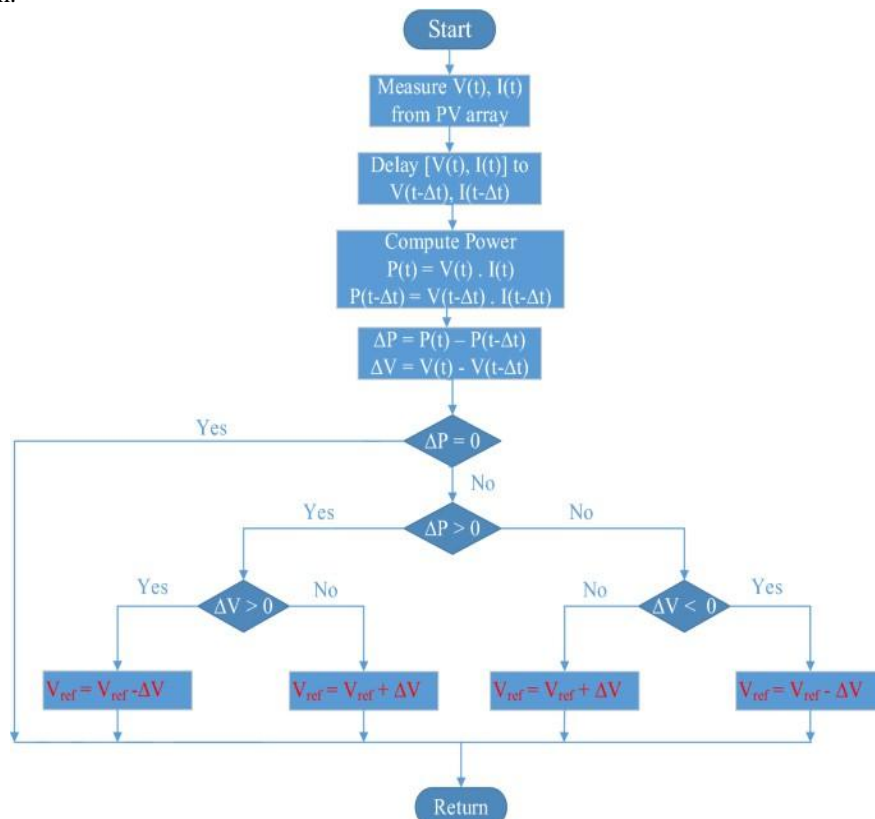 Start
Measure V(t), I(t)
from PV array
Delay [V(t), I(t)] to
V(t-Δt), I(t-Δt)
Compute Power
P(t) = V(t) . I(t)
P(t-Δt) = V(t-Δt) . I(t-Δt)
ΔP = P(t) – P(t-Δt)
ΔV = V(t) - V(t-Δt)
Yes
ΔP = 0
No
Yes
ΔP > 0
No
Yes
ΔV > 0
No
No
ΔV < 0
Yes
Vref = Vref -ΔV
Vref = Vref + ΔV
Vref = Vref + ΔV
Vref = Vref - ΔV
Return